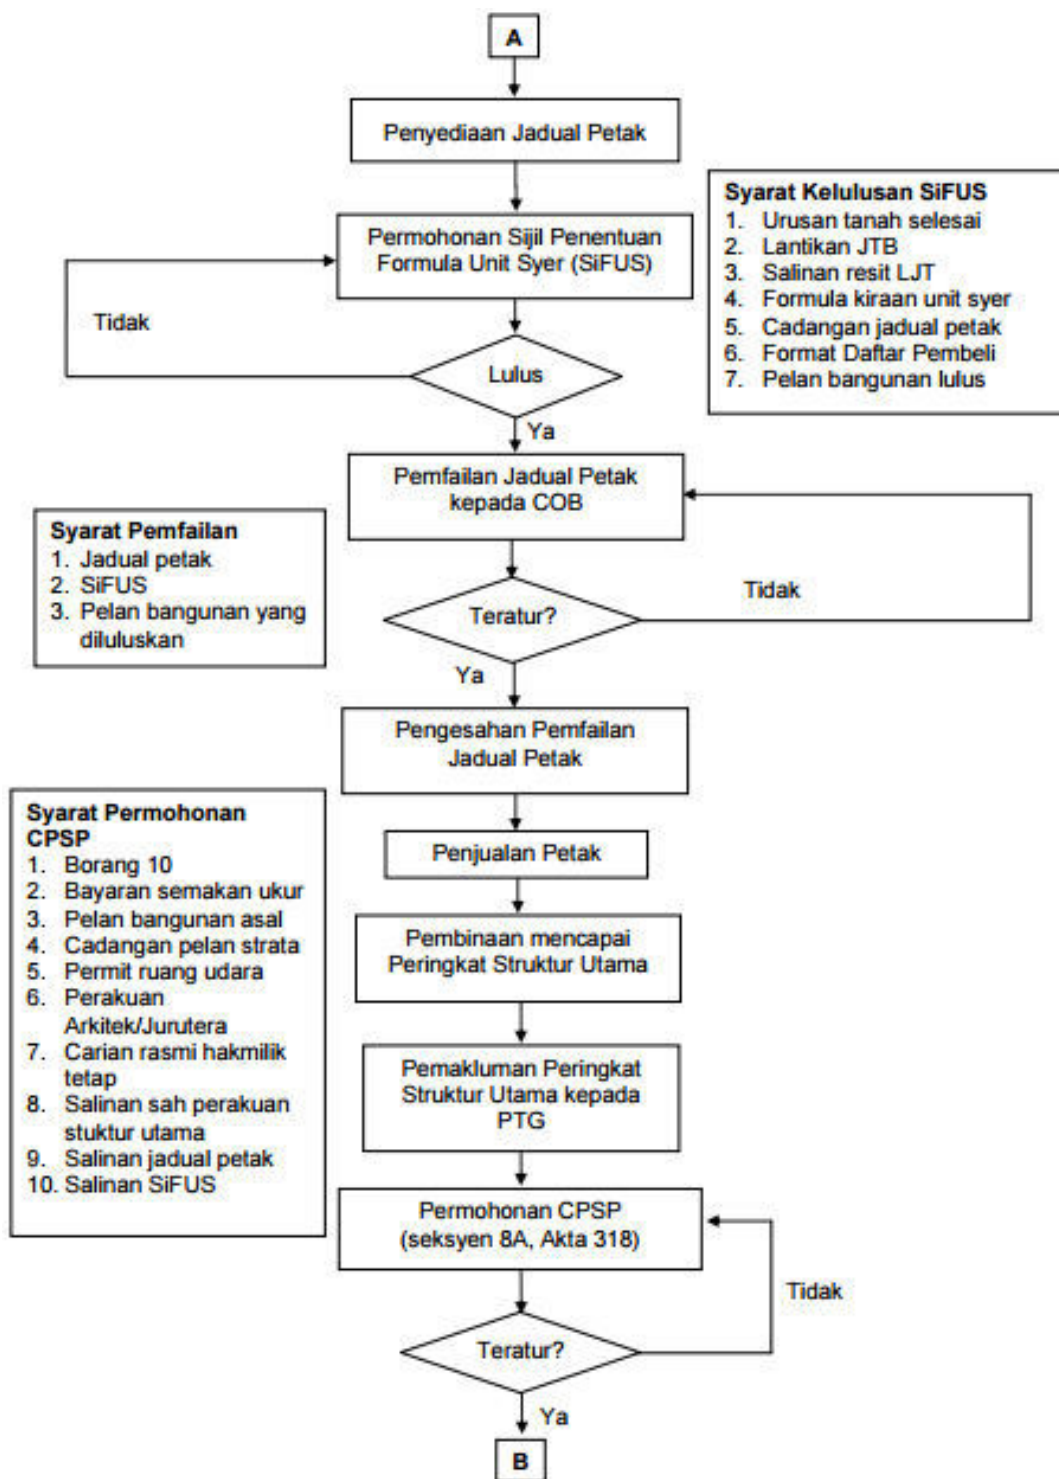 A
Penyediaan Jadual Petak
Permohonan Sijil Penentuan
Formula Unit Syer (SiFUS)
Syarat Kelulusan SiFUS
1. Urusan tanah selesai
2. Lantikan JTB
3. Salinan resit LJT
4. Formula kiraan unit syer
5. Cadangan jadual petak
6. Format Daftar Pembeli
7. Pelan bangunan lulus
Tidak
Lulus
Ya
Pemfailan Jadual Petak
kepada COB
Syarat Pemfailan
1. Jadual petak
2. SiFUS
3. Pelan bangunan yang
diluluskan
Teratur?
Tidak
Ya
Pengesahan Pemfailan
Jadual Petak
Penjualan Petak
Syarat Permohonan
CPSP
1. Borang 10
2. Bayaran semakan ukur
3. Pelan bangunan asal
4. Cadangan pelan strata
5. Permit ruang udara
6. Perakuan
Arkitek/Jurutera
7. Carian rasmi hakmilik
tetap
8. Salinan sah perakuan
stuktur utama
9. Salinan jadual petak
10. Salinan SiFUS
Pembinaan mencapai
Peringkat Struktur Utama
Pemakluman Peringkat
Struktur Utama kepada
PTG
Permohonan CPSP
(seksyen 8A, Akta 318)
Tidak
Teratur?
Ya
B